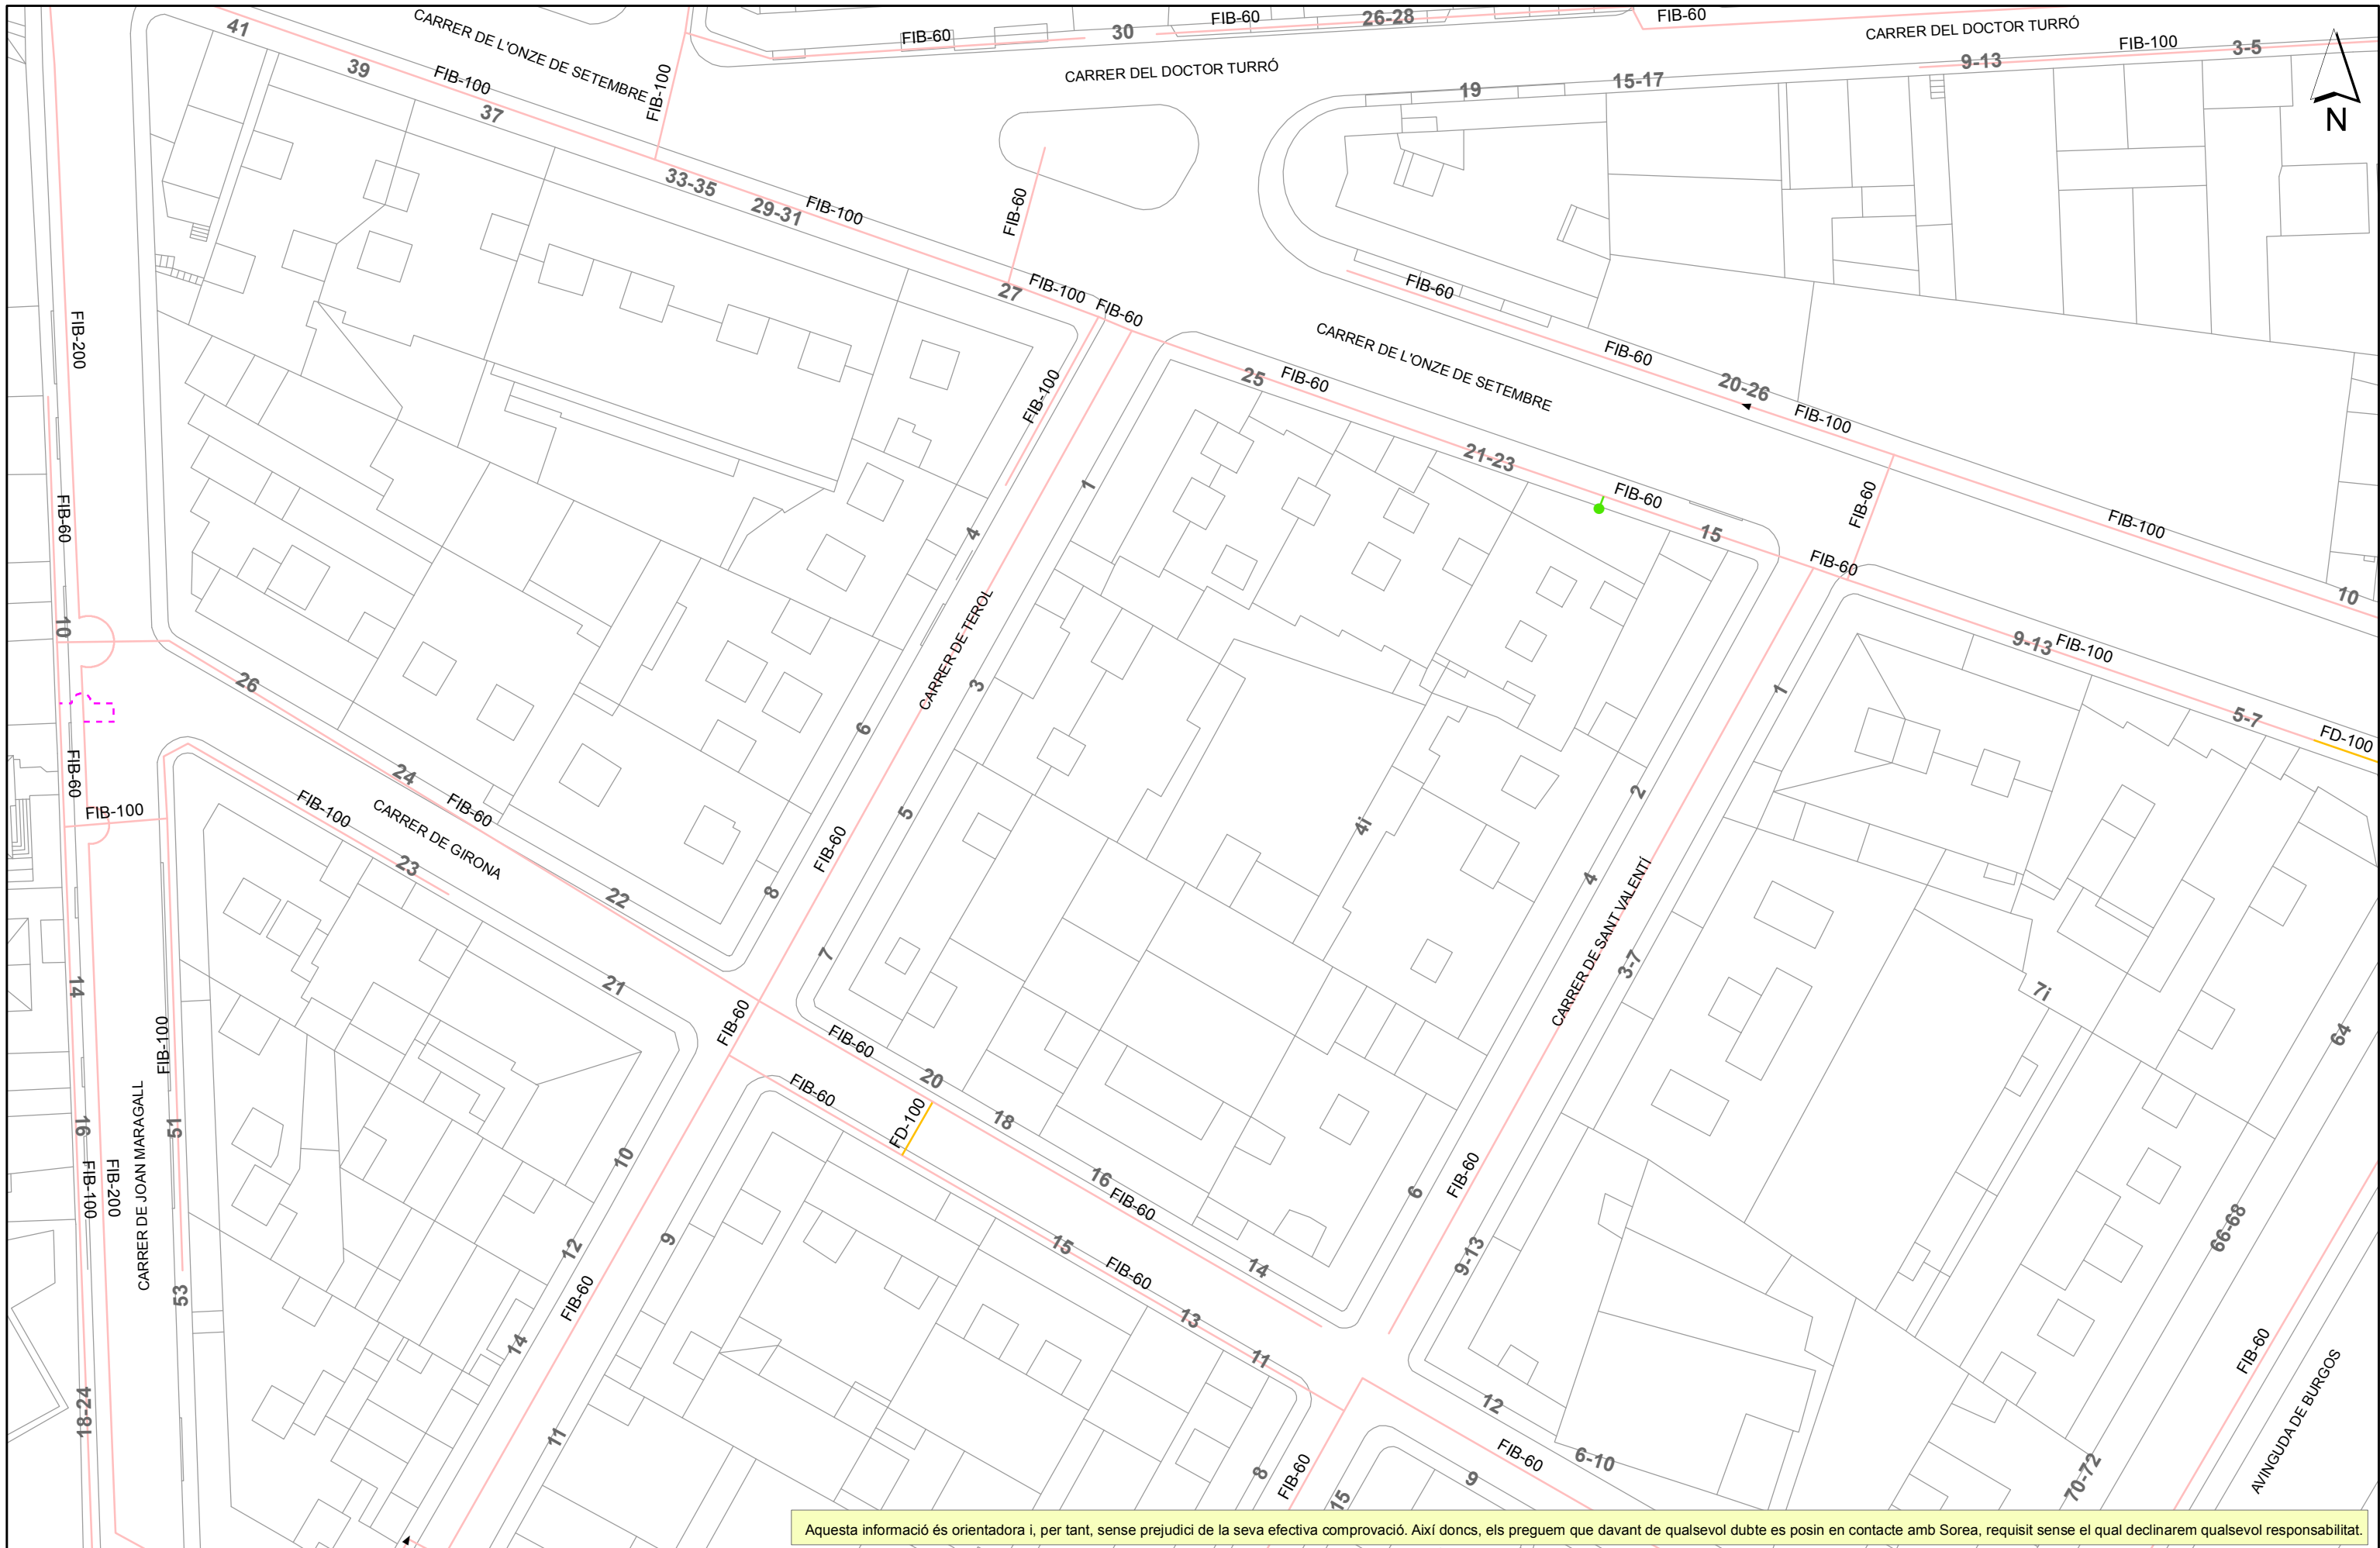 41
CARRER DE L'ONZE DE SETEMBRE
FIB-60
30
FIB-60
26-28
FIB-60
CARRER DEL DOCTOR TURRÓ
FIB-100
3-5
9-13
39
FIB-100
FIB-100
CARRER DEL DOCTOR TURRÓ
19
15-17
N
37
33-35
29-31
FIB-100
FIB-60
27
FIB-100
FIB-60
FIB-60
FIB-200
CARRER DE L'ONZE DE SETEMBRE
FIB-60
25
FIB-60
20-26
FIB-100
FIB-100
1
21-23
FIB-60
FIB-60
FIB-100
FIB-60
4
15
FIB-60
10
10
CARRER DE TEROL
9-13
FIB-100
26
3
1
5-7
FD-100
6
FIB-60
24
FIB-60
FIB-100
FIB-100
CARRER DE GIRONA
5
4i
2
FIB-60
23
22
8
4
CARRER DE SANT VALENTÍ
7
3-7
14
21
7i
FIB-60
FIB-60
64
FIB-100
20
FIB-60
FD-100
18
51
16
CARRER DE JOAN MARAGALL
10
16
FIB-60
FIB-60
6
FIB-100
FIB-200
66-68
12
9
15
FIB-60
14
9-13
53
FIB-60
13
14
11
FIB-60
18-24
11
12
AVINGUDA DE BURGOS
8
FIB-60
FIB-60
6-10
9
15
70-72
Aquesta informació és orientadora i, per tant, sense prejudici de la seva efectiva comprovació. Així doncs, els preguem que davant de qualsevol dubte es posin en contacte amb Sorea, requisit sense el qual declinarem qualsevol responsabilitat.